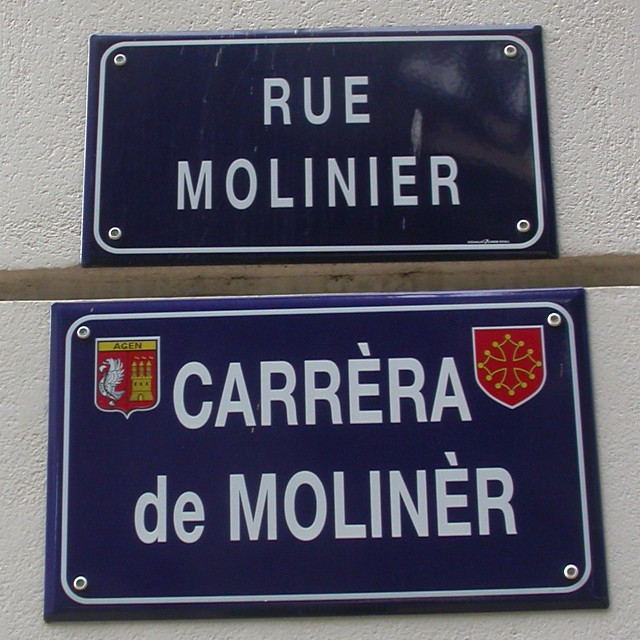 RUE
MOLINIER
AGEN
CARRÈRA
de MOLINÈR